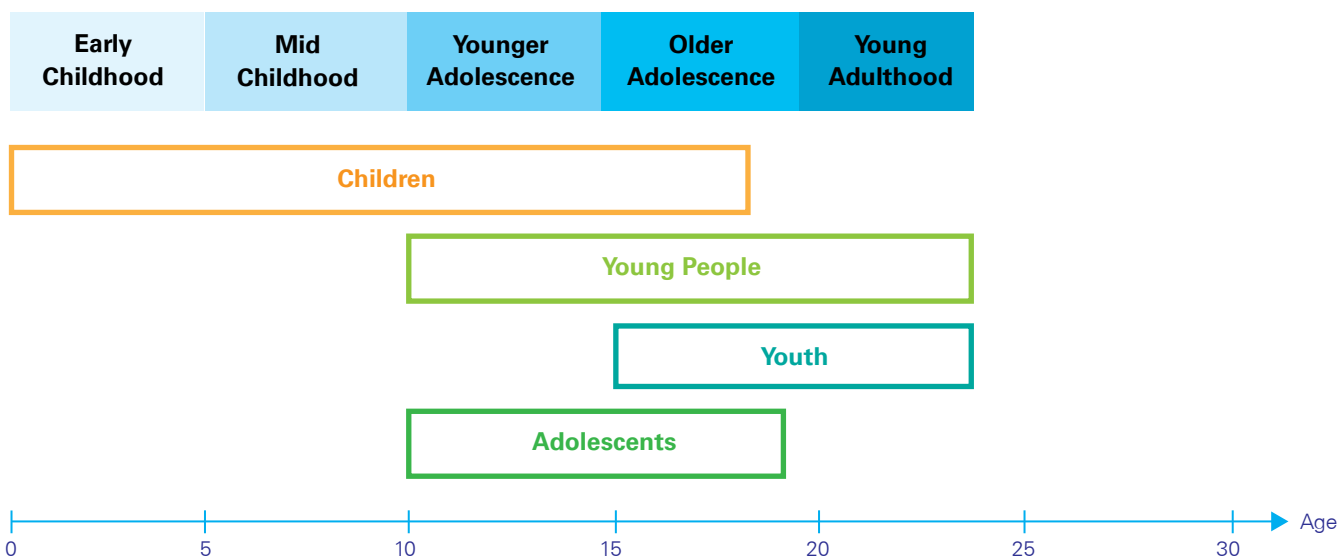 Early
Childhood
Mid
Childhood
Younger
Adolescence
Older
Adolescence
Young
Adulthood
Children
Young People
Youth
Adolescents
0
5
10
15
20
25
30
Age